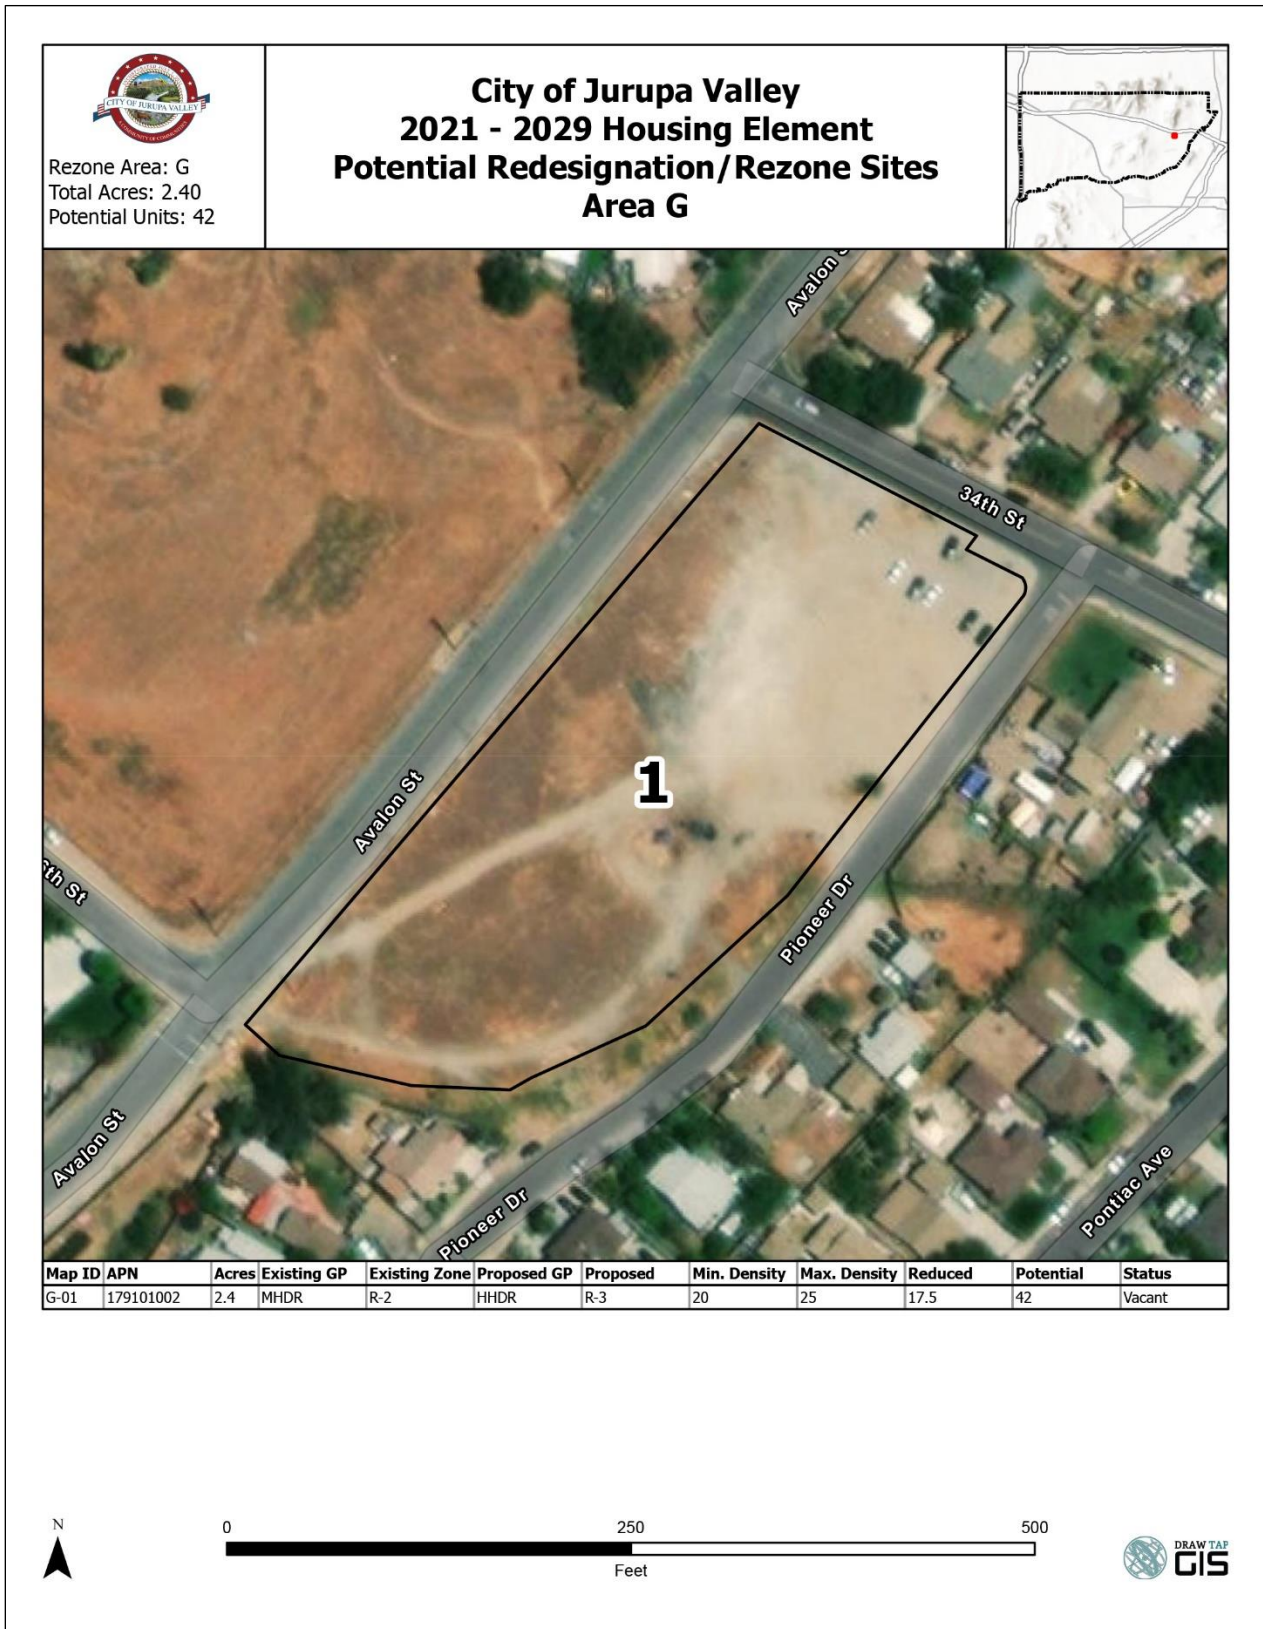 CITY OF JURUPA VALLEY
A COMMUNITY OF COMMUNITIES
Rezone Area: G
Total Acres: 2.40
Potential Units: 42
City of Jurupa Valley
2021 - 2029 Housing Element
Potential Redesignation/Rezone Sites
Area G
Avalon S
34th St
1
Avalon St
6th St
Pioneer Dr
Avalon St
Pioneer Dr
Pontiac Ave
Map ID APN Acres Existing GP Existing Zone Proposed GP Proposed Min. Density Max. Density Reduced Potential Status
G-01 179101002 2.4 MHDR R-2 HHDR R-3 20 25 17.5 42 Vacant
N
0 250 500
Feet
DRAW TAP
GIS